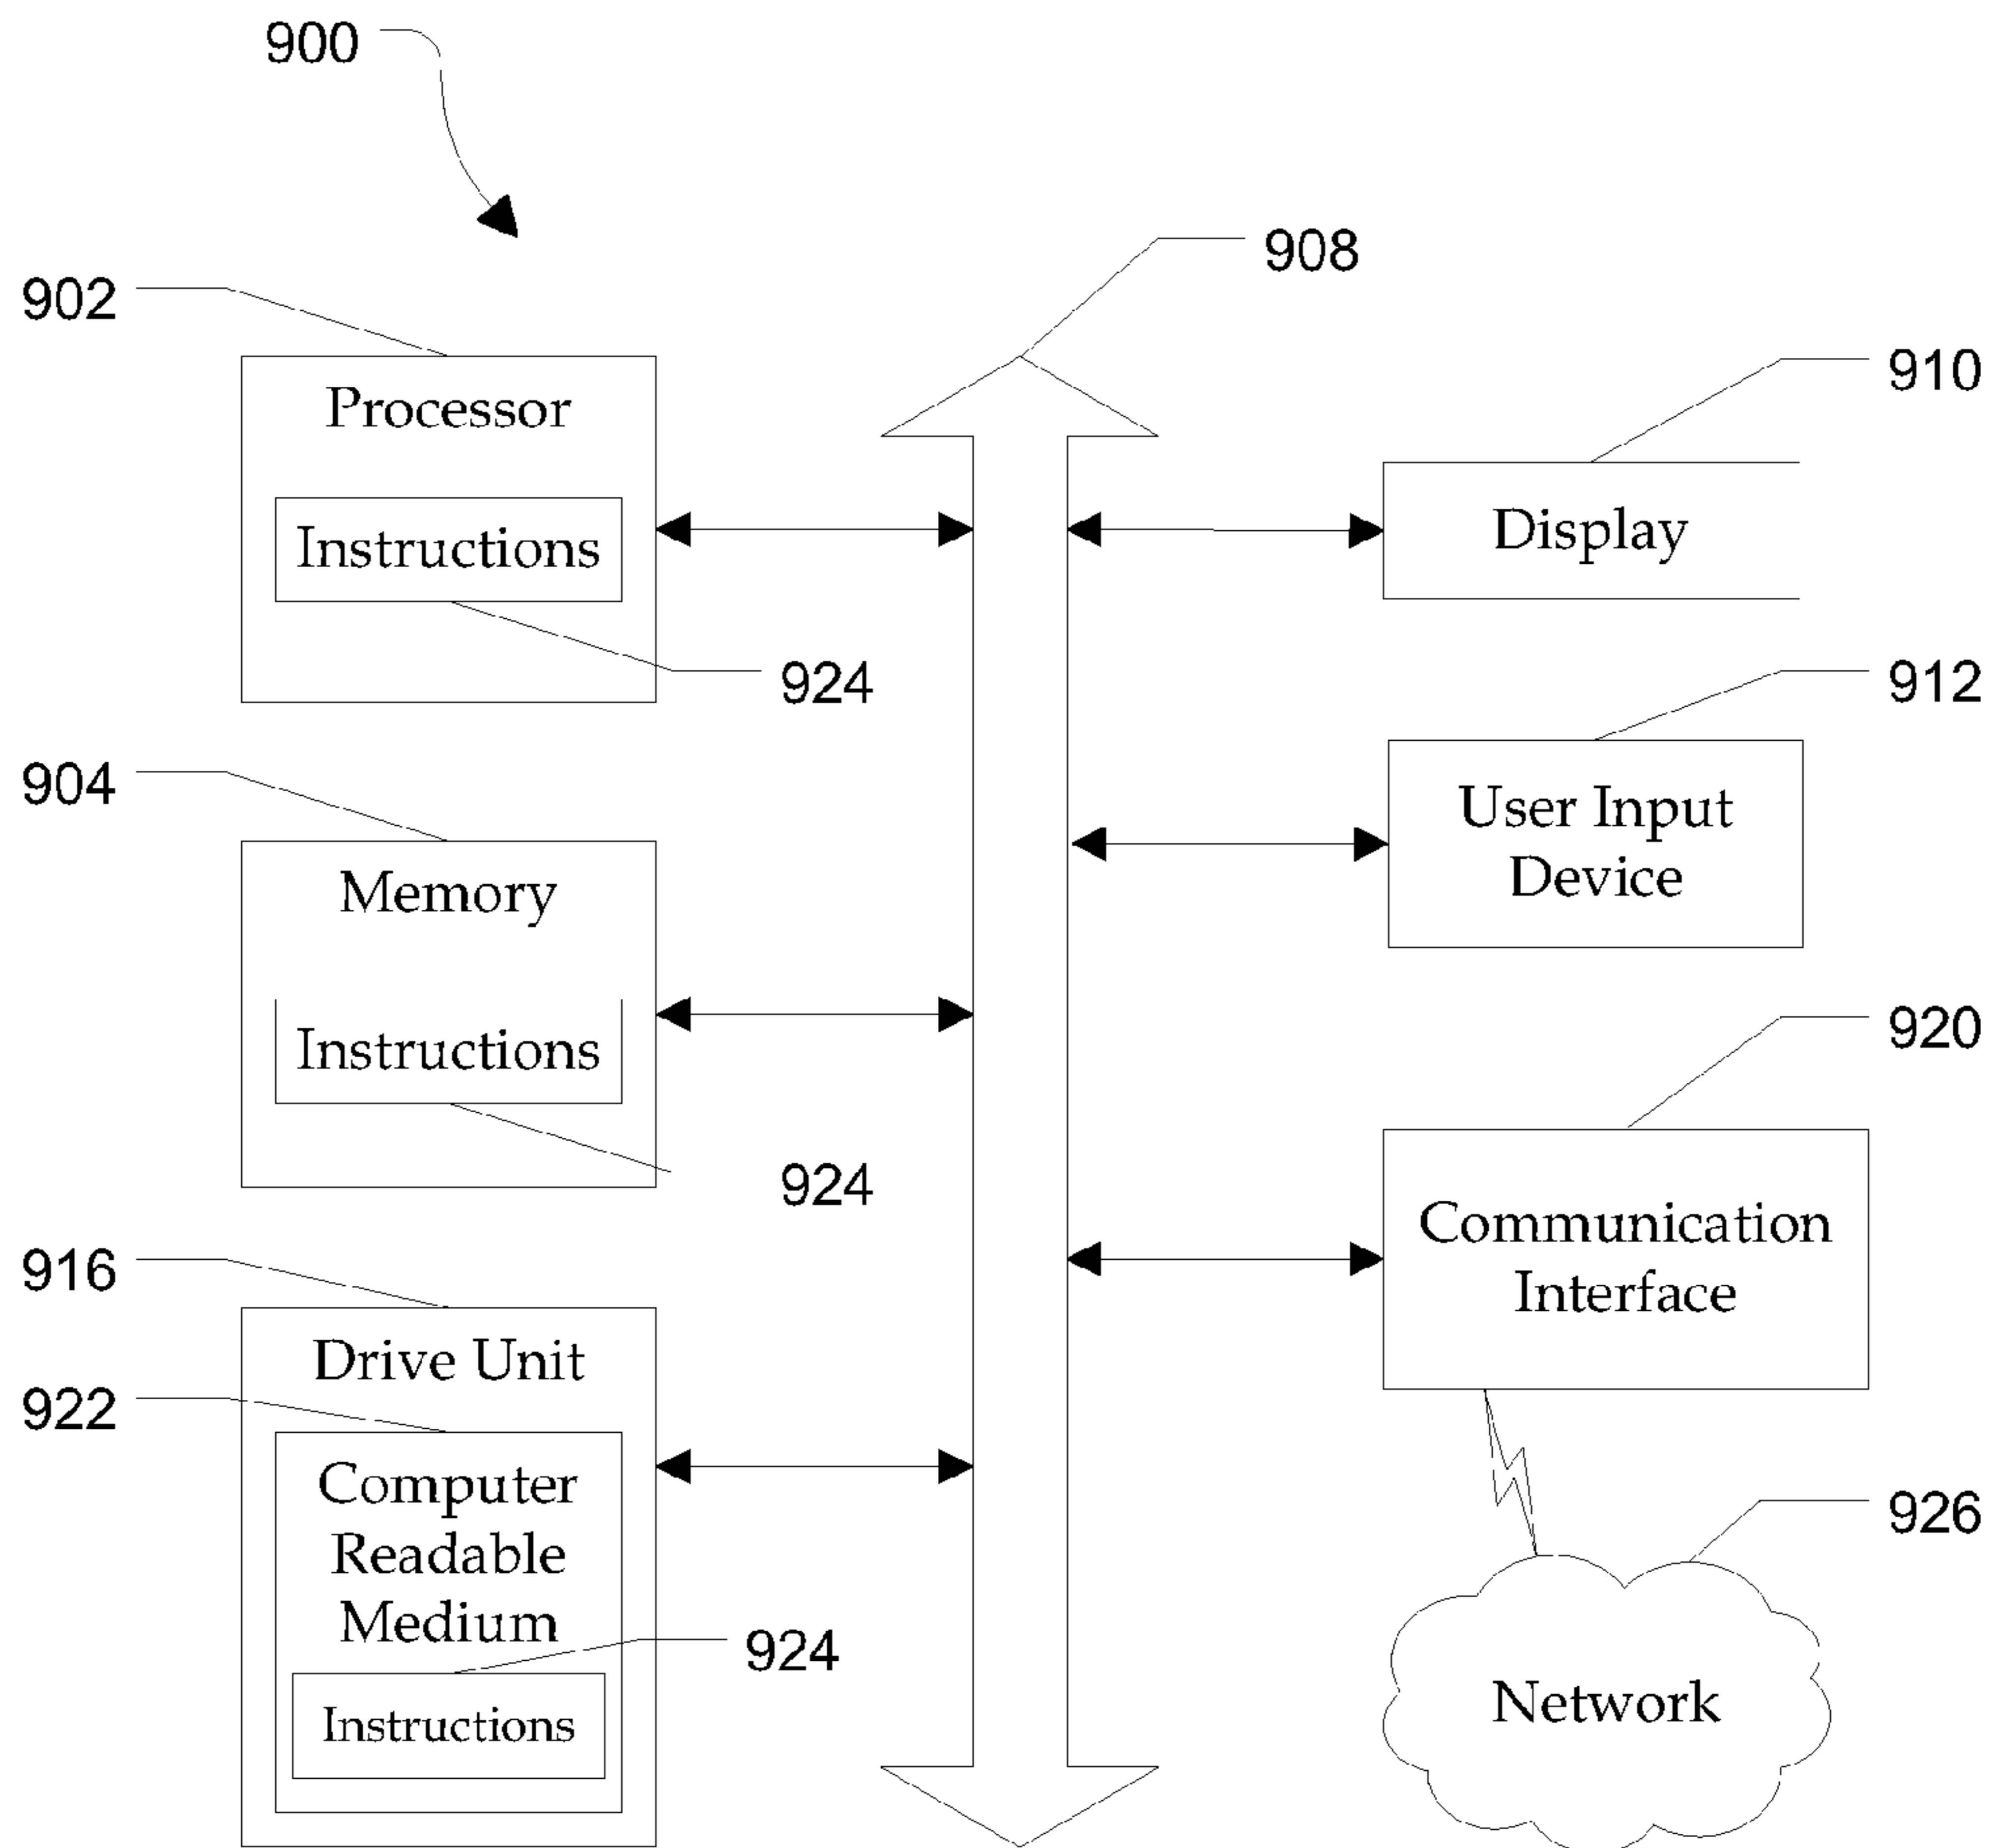 900
908
902
910
Processor
Display
Instructions
924
912
904
User Input
Device
Memory
920
Instructions
924
Communication
Interface
916
Drive Unit
922
Computer
Readable
Medium
926
924
Network
Instructions